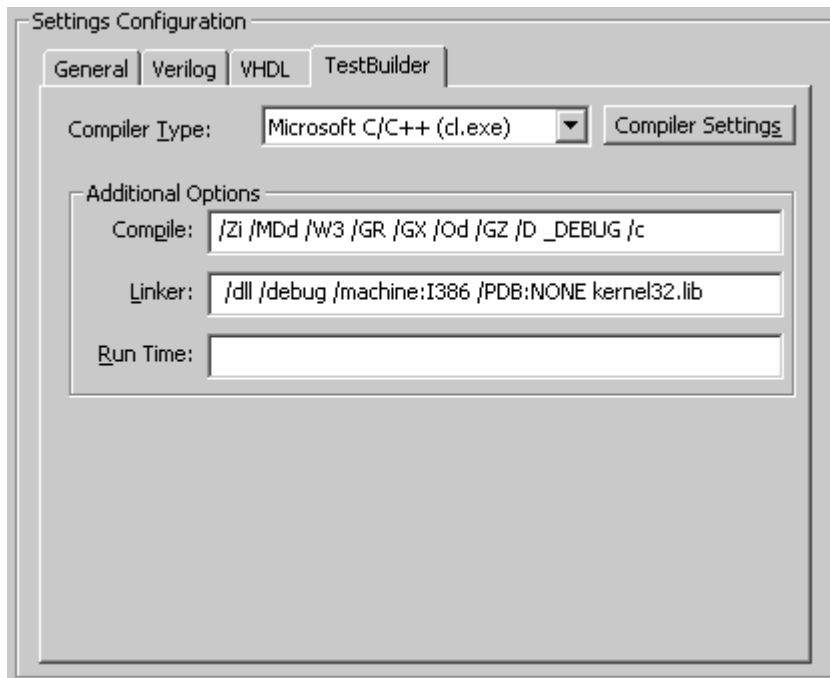 Settings Configuration
General Verilog VHDL TestBuilder
Compiler Type: Microsoft C/C++ (cl.exe) Compiler Settings
Additional Options
Compile: /Zi /MDd /W3 /GR /GX /Od /GZ /D _DEBUG /c
Linker: /dll /debug /machine:I386 /PDB:NONE kernel32.lib
Run Time: